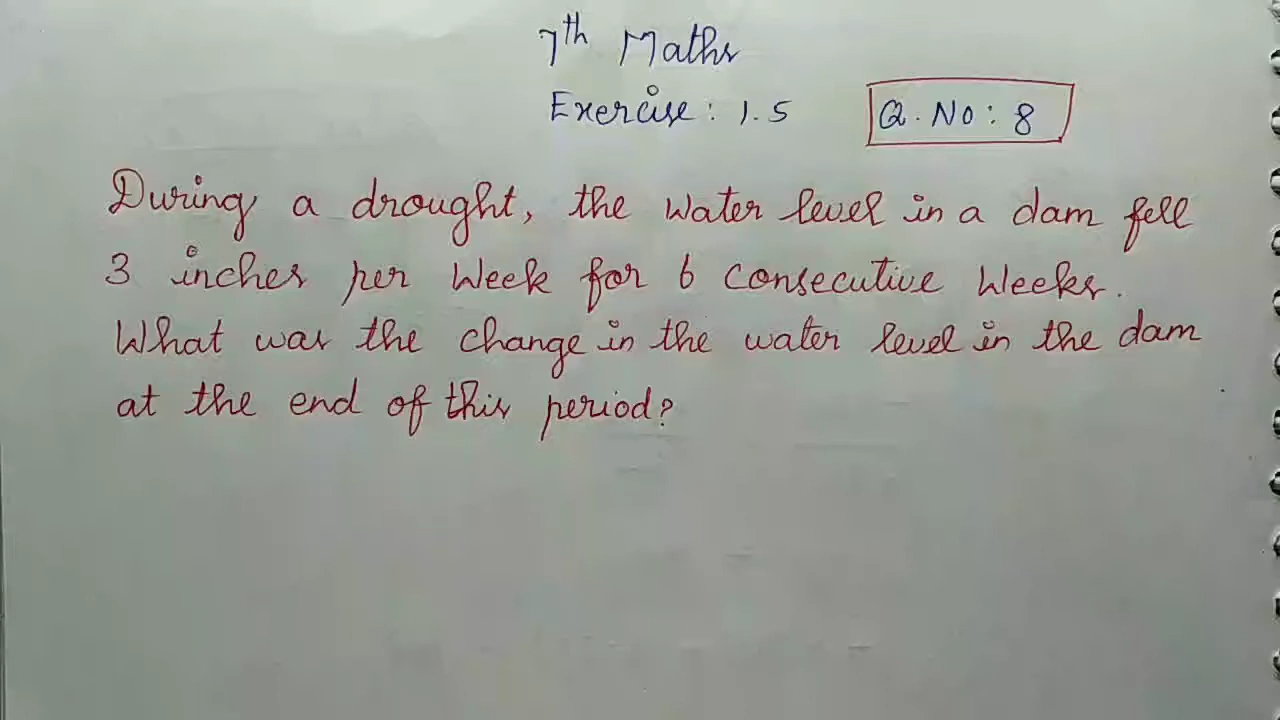 7th Maths
Exercise: 1.5 Q. No: 8
During a drought, the water level in a dam fell
3 inches per week for 6 consecutive weeks.
What was the change in the water level in the dam
at the end of this period?